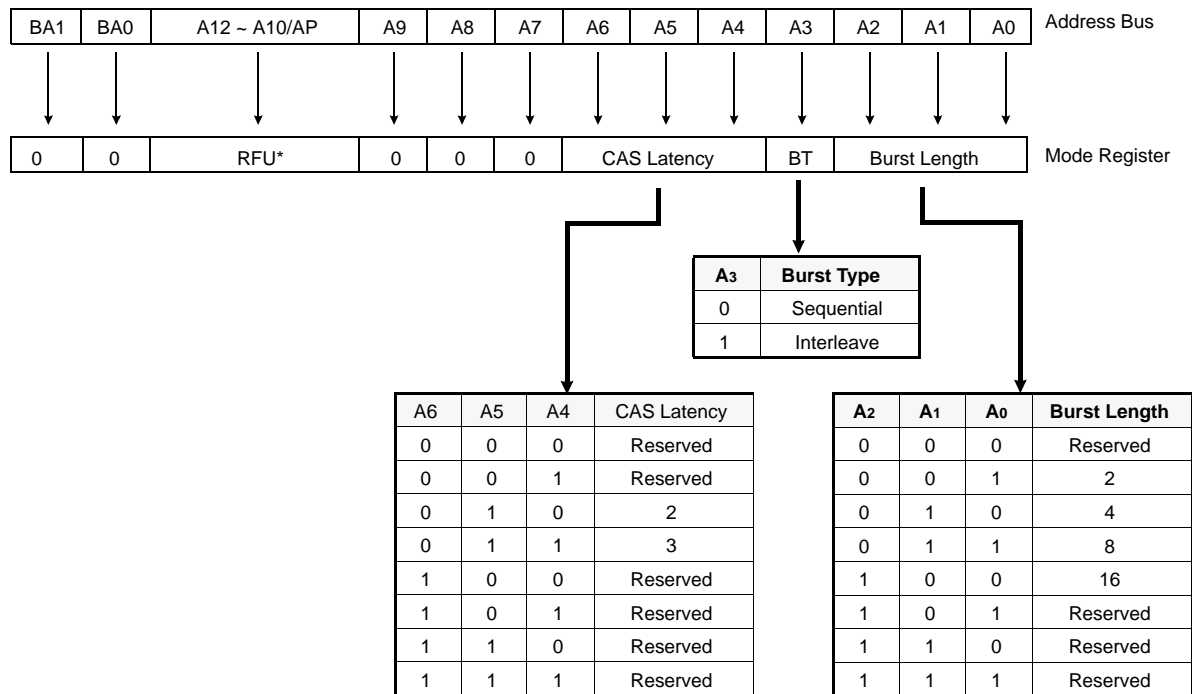 BA1 BA0 A12 ~ A10/AP A9 A8 A7 A6 A5 A4 A3 A2 A1 A0 Address Bus
0 0 RFU* 0 0 0 CAS Latency BT Burst Length Mode Register
A3 Burst Type
0 Sequential
1 Interleave
A6 A5 A4 CAS Latency
0 0 0 Reserved
0 0 1 Reserved
0 1 0 2
0 1 1 3
1 0 0 Reserved
1 0 1 Reserved
1 1 0 Reserved
1 1 1 Reserved
A2 A1 A0 Burst Length
0 0 0 Reserved
0 0 1 2
0 1 0 4
0 1 1 8
1 0 0 16
1 0 1 Reserved
1 1 0 Reserved
1 1 1 Reserved